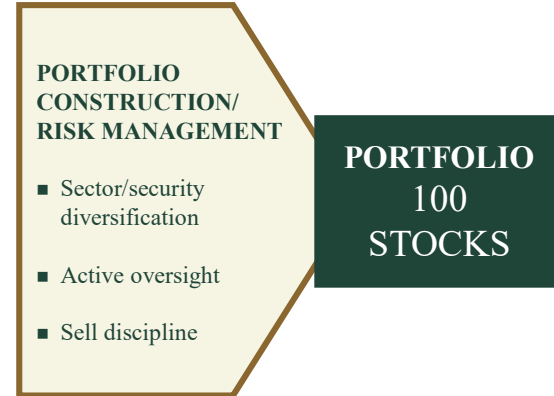 PORTFOLIO
CONSTRUCTION/
RISK MANAGEMENT
■ Sector/security
diversification
■ Active oversight
■ Sell discipline
PORTFOLIO
100
STOCKS